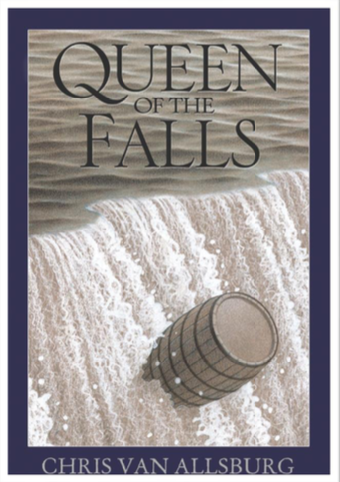 QUEEN
OF THE
FALLS
CHRIS VAN ALLSBURG